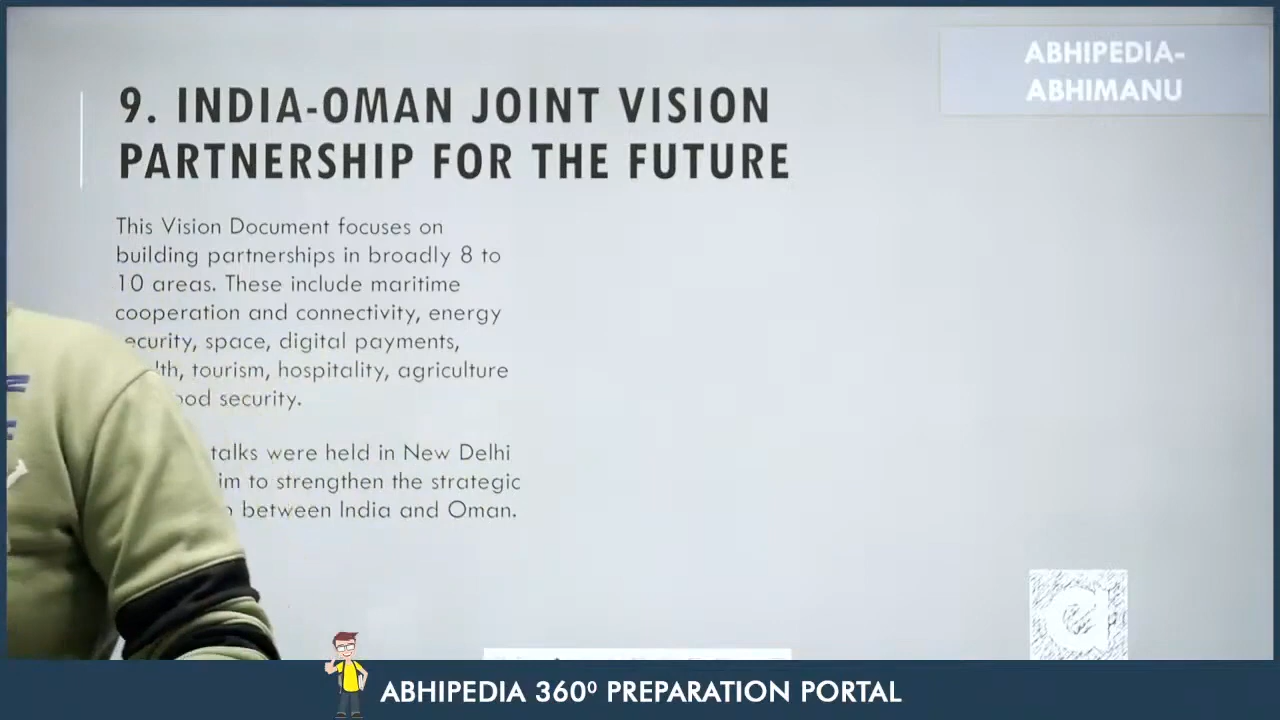 ABHIPEDIA-
ABHIMANU
9. INDIA-OMAN JOINT VISION
PARTNERSHIP FOR THE FUTURE
This Vision Document focuses on
building partnerships in broadly 8 to
10 areas. These include maritime
cooperation and connectivity, energy
ecurity, space, digital payments,
lth, tourism, hospitality, agriculture
ood security.
talks were held in New Delhi
im to strengthen the strategic
between India and Oman.
ABHIPEDIA 360⁰ PREPARATION PORTAL